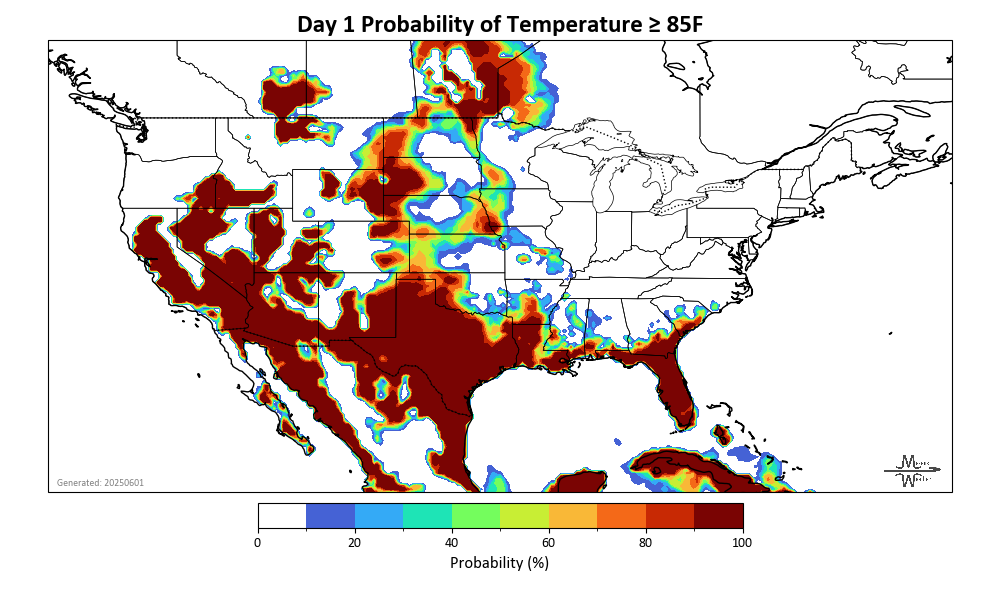 Day 1 Probability of Temperature ≥ 85F
Generated: 20250601
0 20 40 60 80 100
Probability (%)